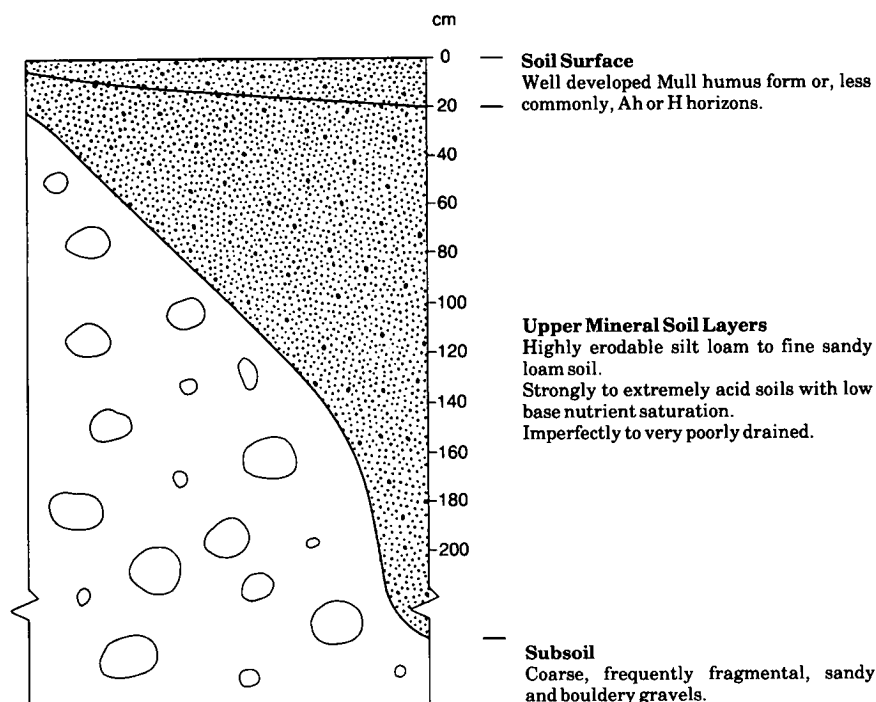 cm
0
20
40
60
80
100
120
140
160
180
200
Soil Surface
Well developed Mull humus form or, less
commonly, Ah or H horizons.
Upper Mineral Soil Layers
Highly erodable silt loam to fine sandy
loam soil.
Strongly to extremely acid soils with low
base nutrient saturation.
Imperfectly to very poorly drained.
Subsoil
Coarse, frequently fragmental, sandy
and bouldery gravels.